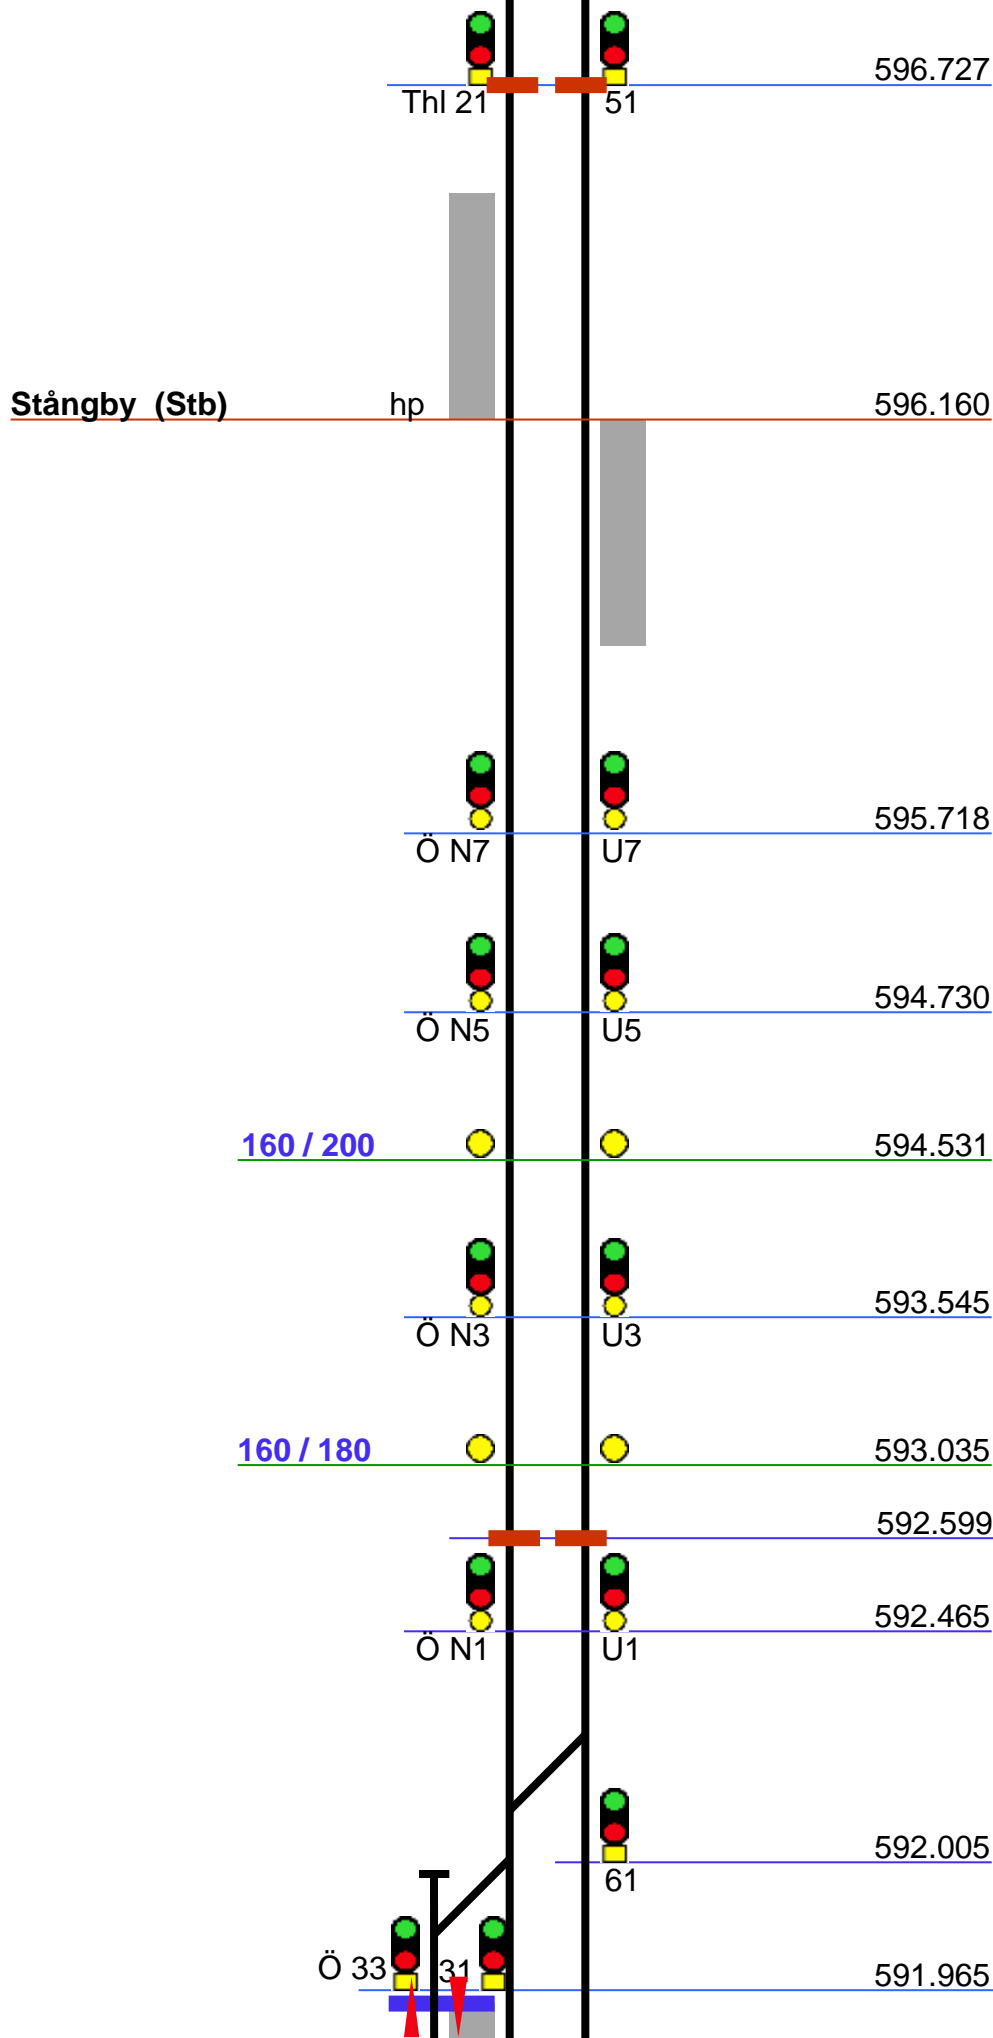 596.727
Thl 21 51
Stångby (Stb) hp 596.160
595.718
Ö N7 U7
594.730
Ö N5 U5
160 / 200 594.531
593.545
Ö N3 U3
160 / 180 593.035
592.599
592.465
Ö N1 U1
592.005
61
Ö 33 31 591.965